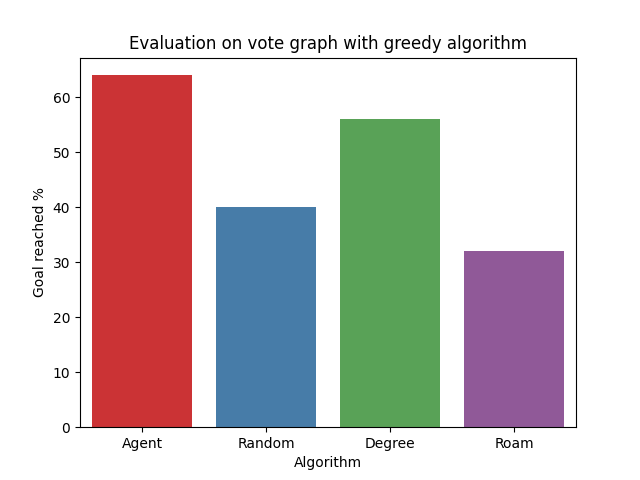 Evaluation on vote graph with greedy algorithm
Goal reached %
60
50
40
30
20
10
0
Agent Random Degree Roam
Algorithm